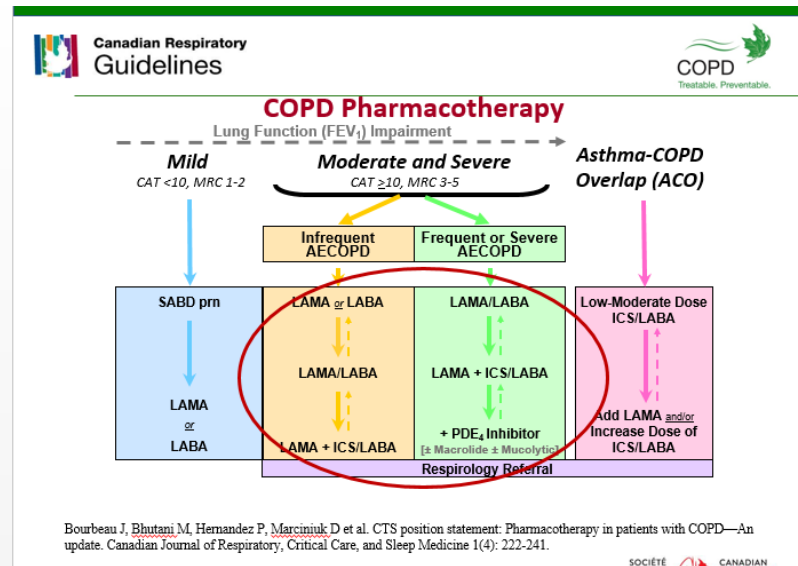 Canadian Respiratory
Guidelines
COPD
Treatable. Preventable.
COPD Pharmacotherapy
Lung Function (FEV1) Impairment
Mild
CAT <10, MRC 1-2
Moderate and Severe
CAT ≥10, MRC 3-5
Asthma-COPD
Overlap (ACO)
Infrequent
AECOPD
Frequent or Severe
AECOPD
SABD prn
LAMA
or
LABA
LAMA or LABA
LAMA/LABA
LAMA + ICS/LABA
LAMA/LABA
LAMA + ICS/LABA
+ PDE4 Inhibitor
[± Macrolide ± Mucolytic]
Low-Moderate Dose
ICS/LABA
Add LAMA and/or
Increase Dose of
ICS/LABA
Respirology Referral
Bourbeau J, Bhutani M, Hernandez P, Marciniuk D et al. CTS position statement: Pharmacotherapy in patients with COPD—An
update. Canadian Journal of Respiratory, Critical Care, and Sleep Medicine 1(4): 222-241.
SOCIÉTÉ
CANADIAN